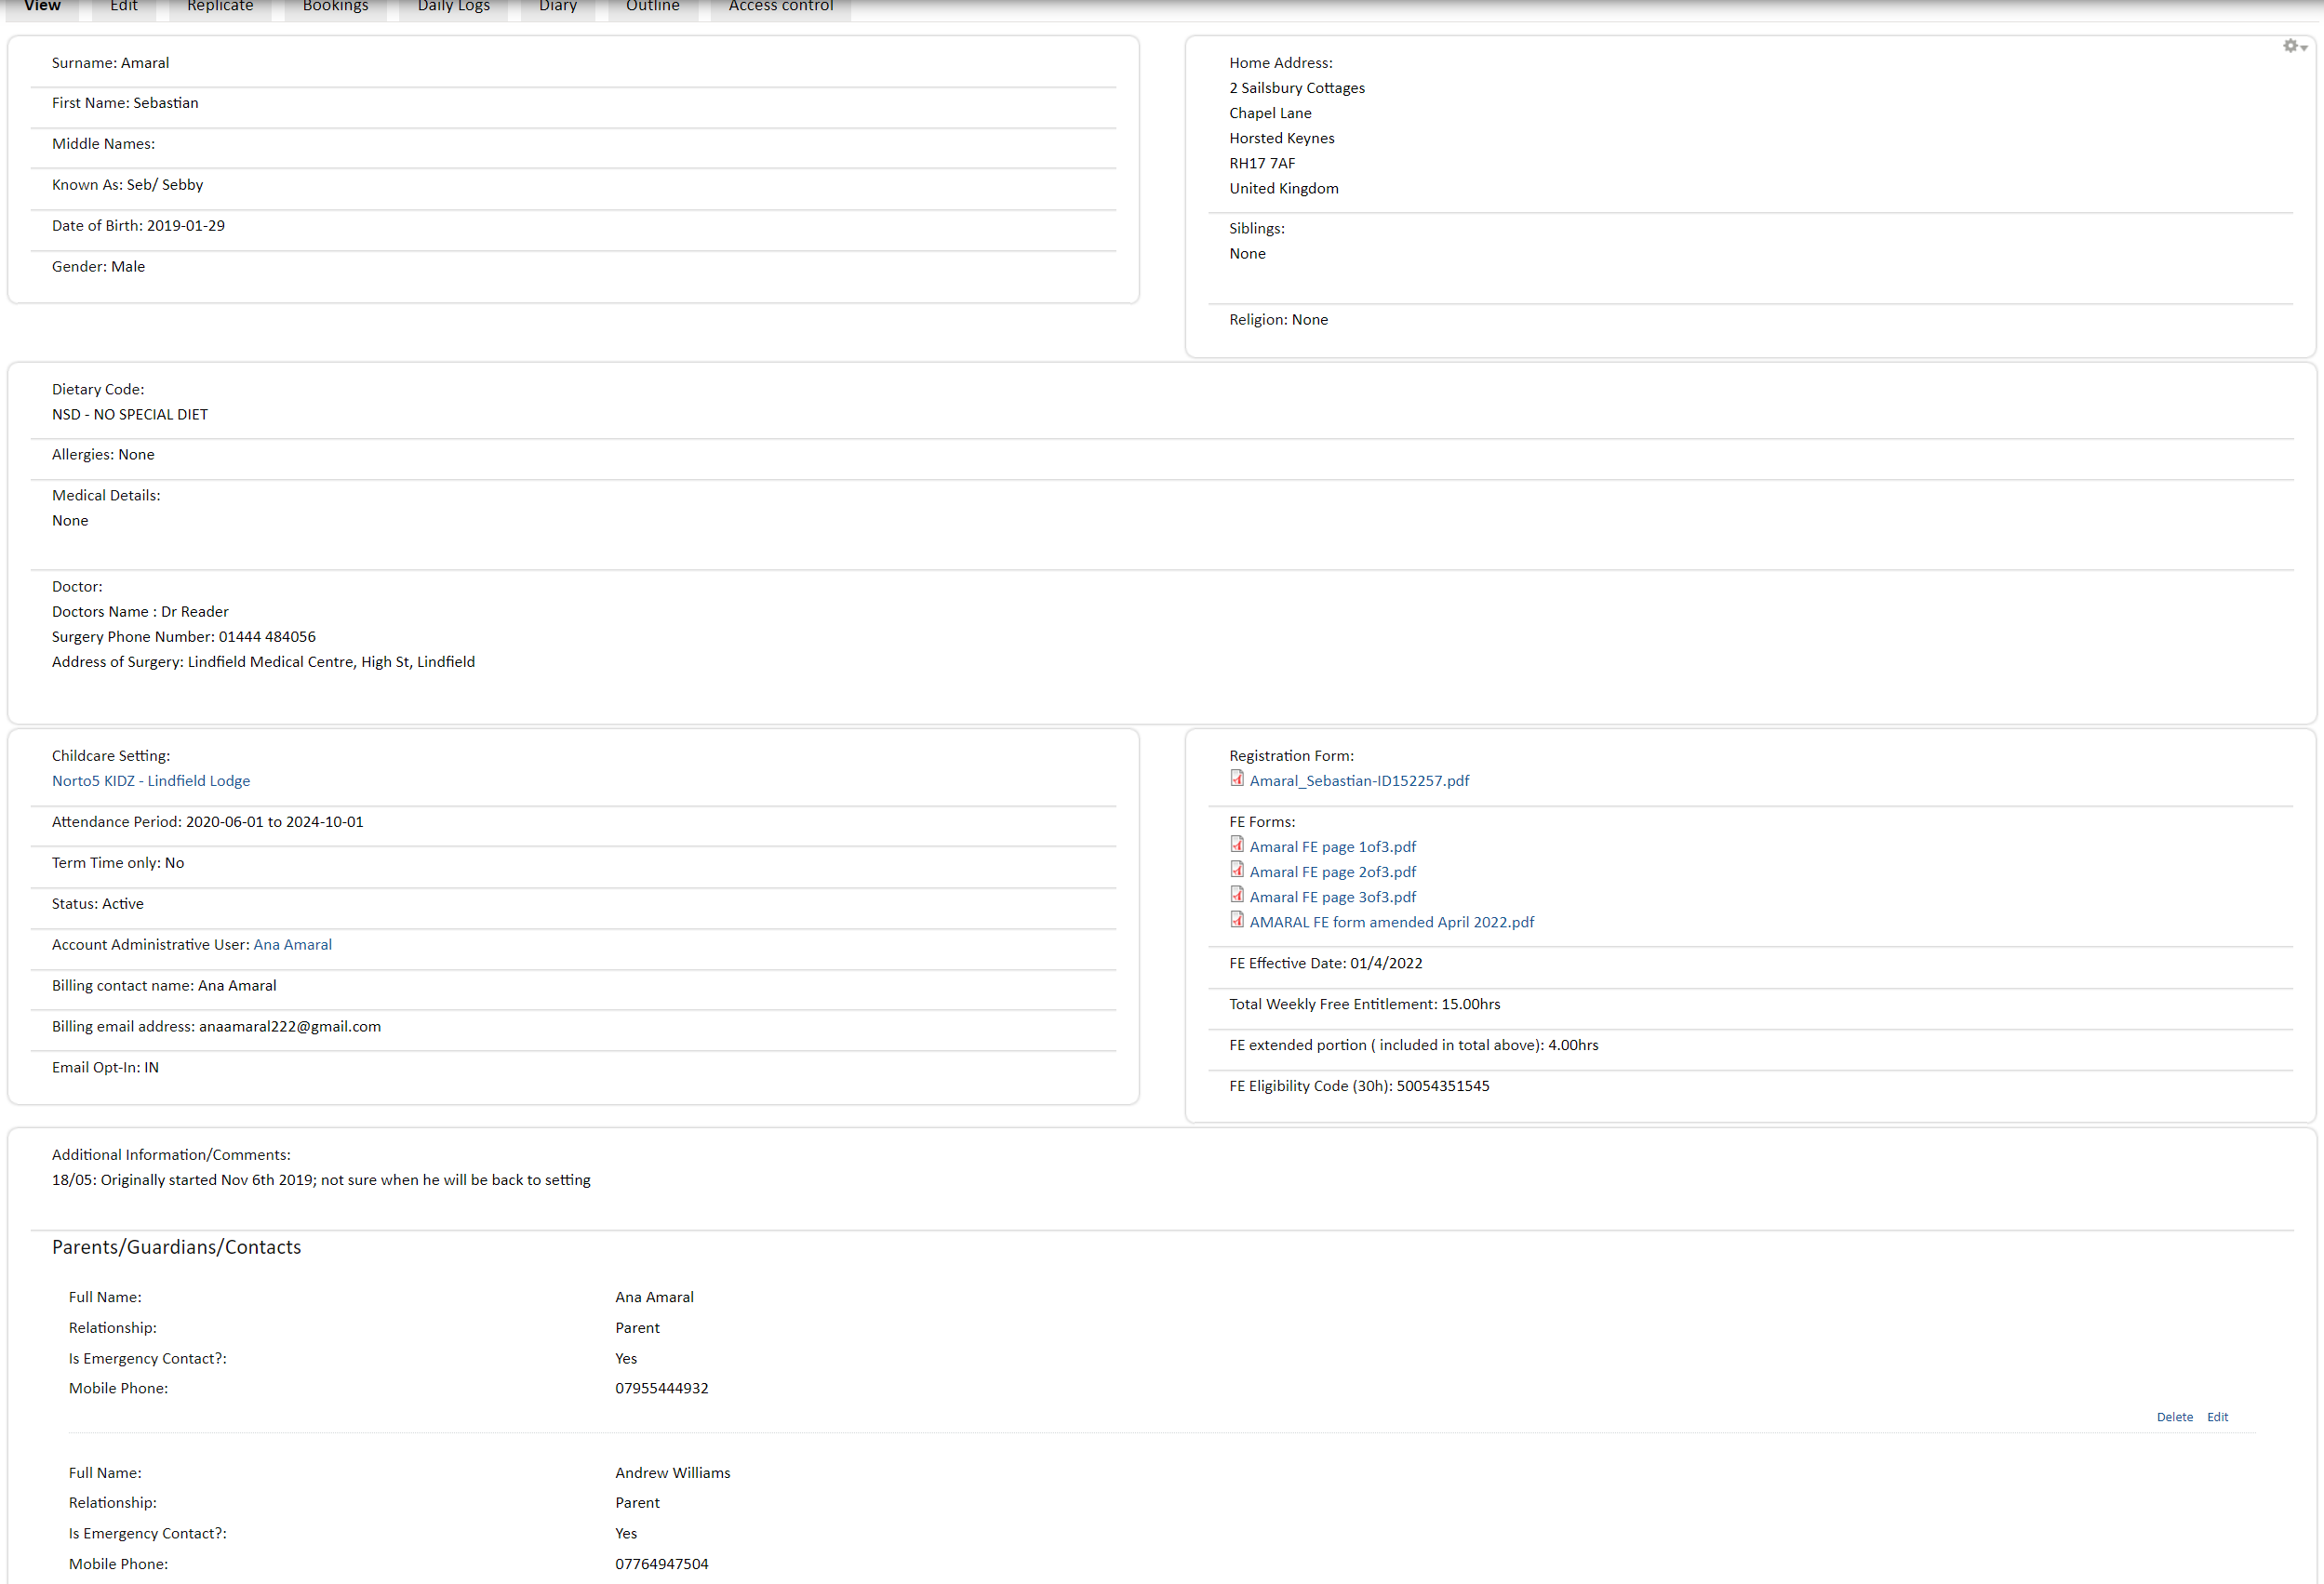 View Edit Replicate Bookings Daily Logs Diary Outline Access control
Surname: Amaral
First Name: Sebastian
Middle Names:
Known As: Seb/ Sebby
Date of Birth: 2019-01-29
Gender: Male
Home Address:
2 Sailsbury Cottages
Chapel Lane
Horsted Keynes
RH17 7AF
United Kingdom
Siblings:
None
Religion: None
Dietary Code:
NSD - NO SPECIAL DIET
Allergies: None
Medical Details:
None
Doctor:
Doctors Name : Dr Reader
Surgery Phone Number: 01444 484056
Address of Surgery: Lindfield Medical Centre, High St, Lindfield
Childcare Setting:
Norto5 KIDZ - Lindfield Lodge
Attendance Period: 2020-06-01 to 2024-10-01
Term Time only: No
Status: Active
Account Administrative User: Ana Amaral
Billing contact name: Ana Amaral
Billing email address: anaamaral222@gmail.com
Email Opt-In: IN
Registration Form:
Amaral_Sebastian-ID152257.pdf
FE Forms:
Amaral FE page 1of3.pdf
Amaral FE page 2of3.pdf
Amaral FE page 3of3.pdf
AMARAL FE form amended April 2022.pdf
FE Effective Date: 01/4/2022
Total Weekly Free Entitlement: 15.00hrs
FE extended portion ( included in total above): 4.00hrs
FE Eligibility Code (30h): 50054351545
Additional Information/Comments:
18/05: Originally started Nov 6th 2019; not sure when he will be back to setting
Parents/Guardians/Contacts
Full Name: Ana Amaral
Relationship: Parent
Is Emergency Contact?: Yes
Mobile Phone: 07955444932
Delete Edit
Full Name: Andrew Williams
Relationship: Parent
Is Emergency Contact?: Yes
Mobile Phone: 07764947504